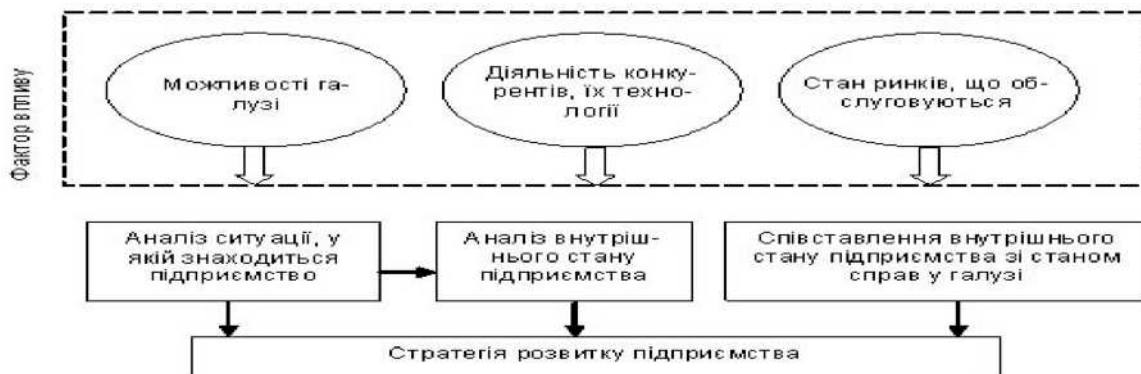 Фактор впливу
Можливості га-
лузі
Діяльність конку-
рентів, їх техно-
логії
Стан ринків, що об-
слуговуються
Аналіз ситуації, у
якій знаходиться
підприємство
Аналіз внутріш-
нього стану
підприємства
Співставлення внутрішнього
стану підприємства зі станом
справ у галузі
Стратегія розвитку підприємства